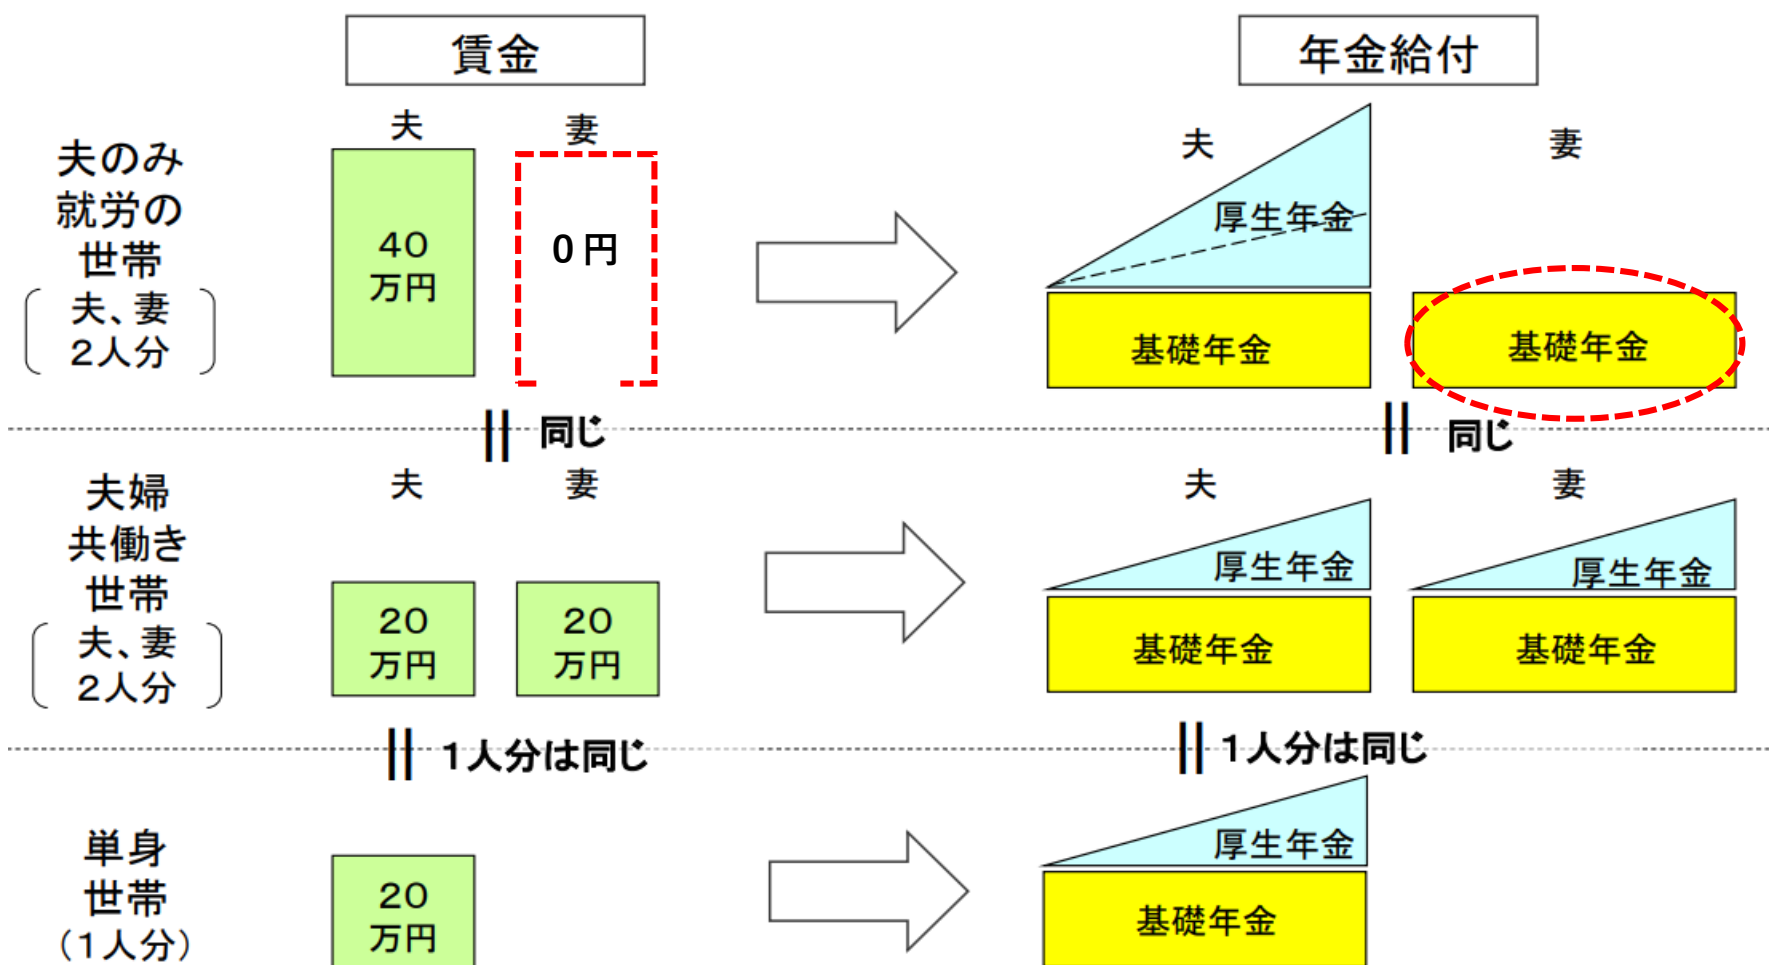 賃金
年金給付
夫
妻
夫
妻
夫のみ
就労の
世帯
夫、妻
2人分
40
万円
0円
厚生年金
基礎年金
基礎年金
同じ
同じ
夫
妻
夫
妻
夫婦
共働き
世帯
夫、妻
2人分
20
万円
20
万円
厚生年金
厚生年金
基礎年金
基礎年金
1人分は同じ
1人分は同じ
単身
世帯
(1人分)
20
万円
厚生年金
基礎年金